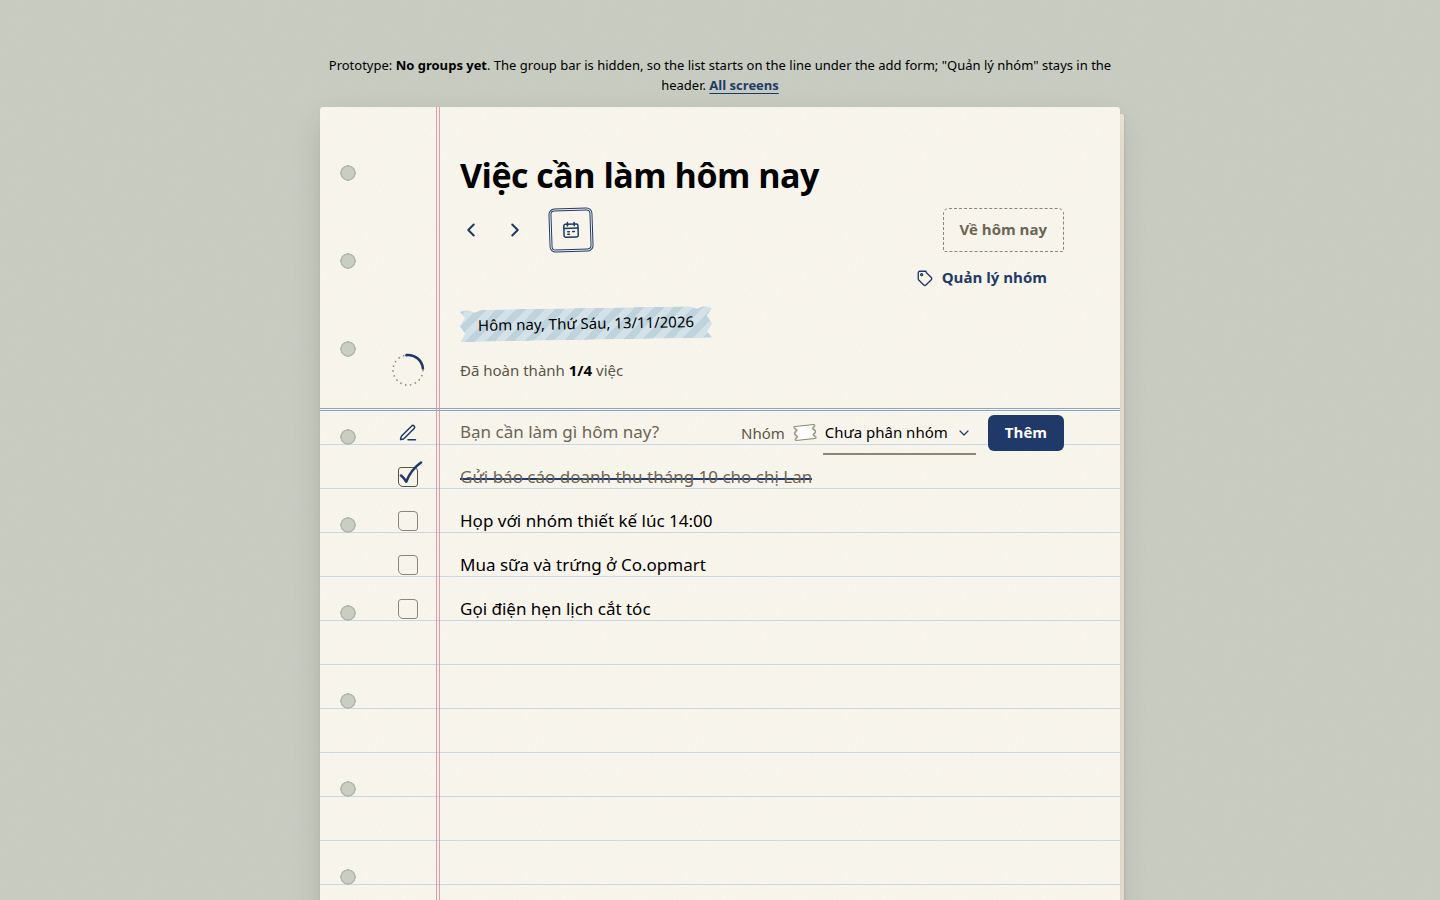 Prototype: No groups yet. The group bar is hidden, so the list starts on the line under the add form; "Quản lý nhóm" stays in the
header. All screens
Việc cần làm hôm nay
Về hôm nay
Quản lý nhóm
Hôm nay, Thứ Sáu, 13/11/2026
Đã hoàn thành 1/4 việc
Bạn cần làm gì hôm nay? Nhóm Chưa phân nhóm Thêm
Gửi báo cáo doanh thu tháng 10 cho chị Lan
Họp với nhóm thiết kế lúc 14:00
Mua sữa và trứng ở Co.opmart
Gọi điện hẹn lịch cắt tóc